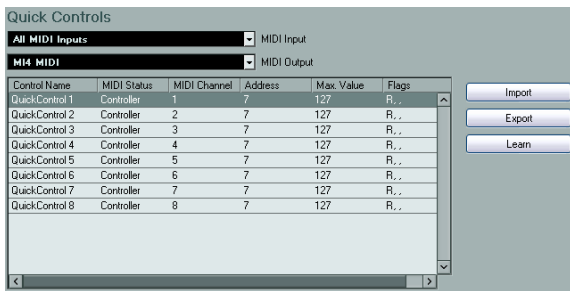 Quick Controls
All MIDI Inputs MIDI Input
MI4 MIDI MIDI Output
Control Name MIDI Status MIDI Channel Address Max. Value Flags
QuickControl 1 Controller 1 7 127 R, ,
QuickControl 2 Controller 2 7 127 R, ,
QuickControl 3 Controller 3 7 127 R, ,
QuickControl 4 Controller 4 7 127 R, ,
QuickControl 5 Controller 5 7 127 R, ,
QuickControl 6 Controller 6 7 127 R, ,
QuickControl 7 Controller 7 7 127 R, ,
QuickControl 8 Controller 8 7 127 R, ,
Import
Export
Learn